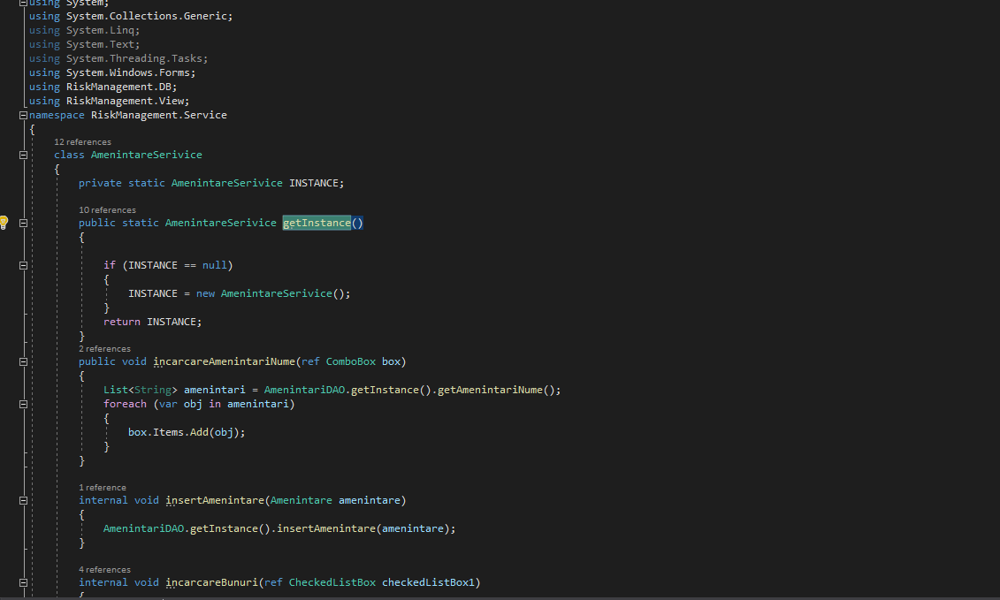 using System;
using System.Collections.Generic;
using System.Linq;
using System.Text;
using System.Threading.Tasks;
using System.Windows.Forms;
using RiskManagement.DB;
using RiskManagement.View;
namespace RiskManagement.Service
{
12 references
class AmenintareSerivice
{
private static AmenintareSerivice INSTANCE;
10 references
public static AmenintareSerivice getInstance()
{
if (INSTANCE == null)
{
INSTANCE = new AmenintareSerivice();
}
return INSTANCE;
}
2 references
public void incarcareAmenintariNume(ref ComboBox box)
{
List<String> amenintari = AmenintariDAO.getInstance().getAmenintariNume();
foreach (var obj in amenintari)
{
box.Items.Add(obj);
}
}
1 reference
internal void insertAmenintare(Amenintare amenintare)
{
AmenintariDAO.getInstance().insertAmenintare(amenintare);
}
4 references
internal void incarcareBunuri(ref CheckedListBox checkedListBox1)
{